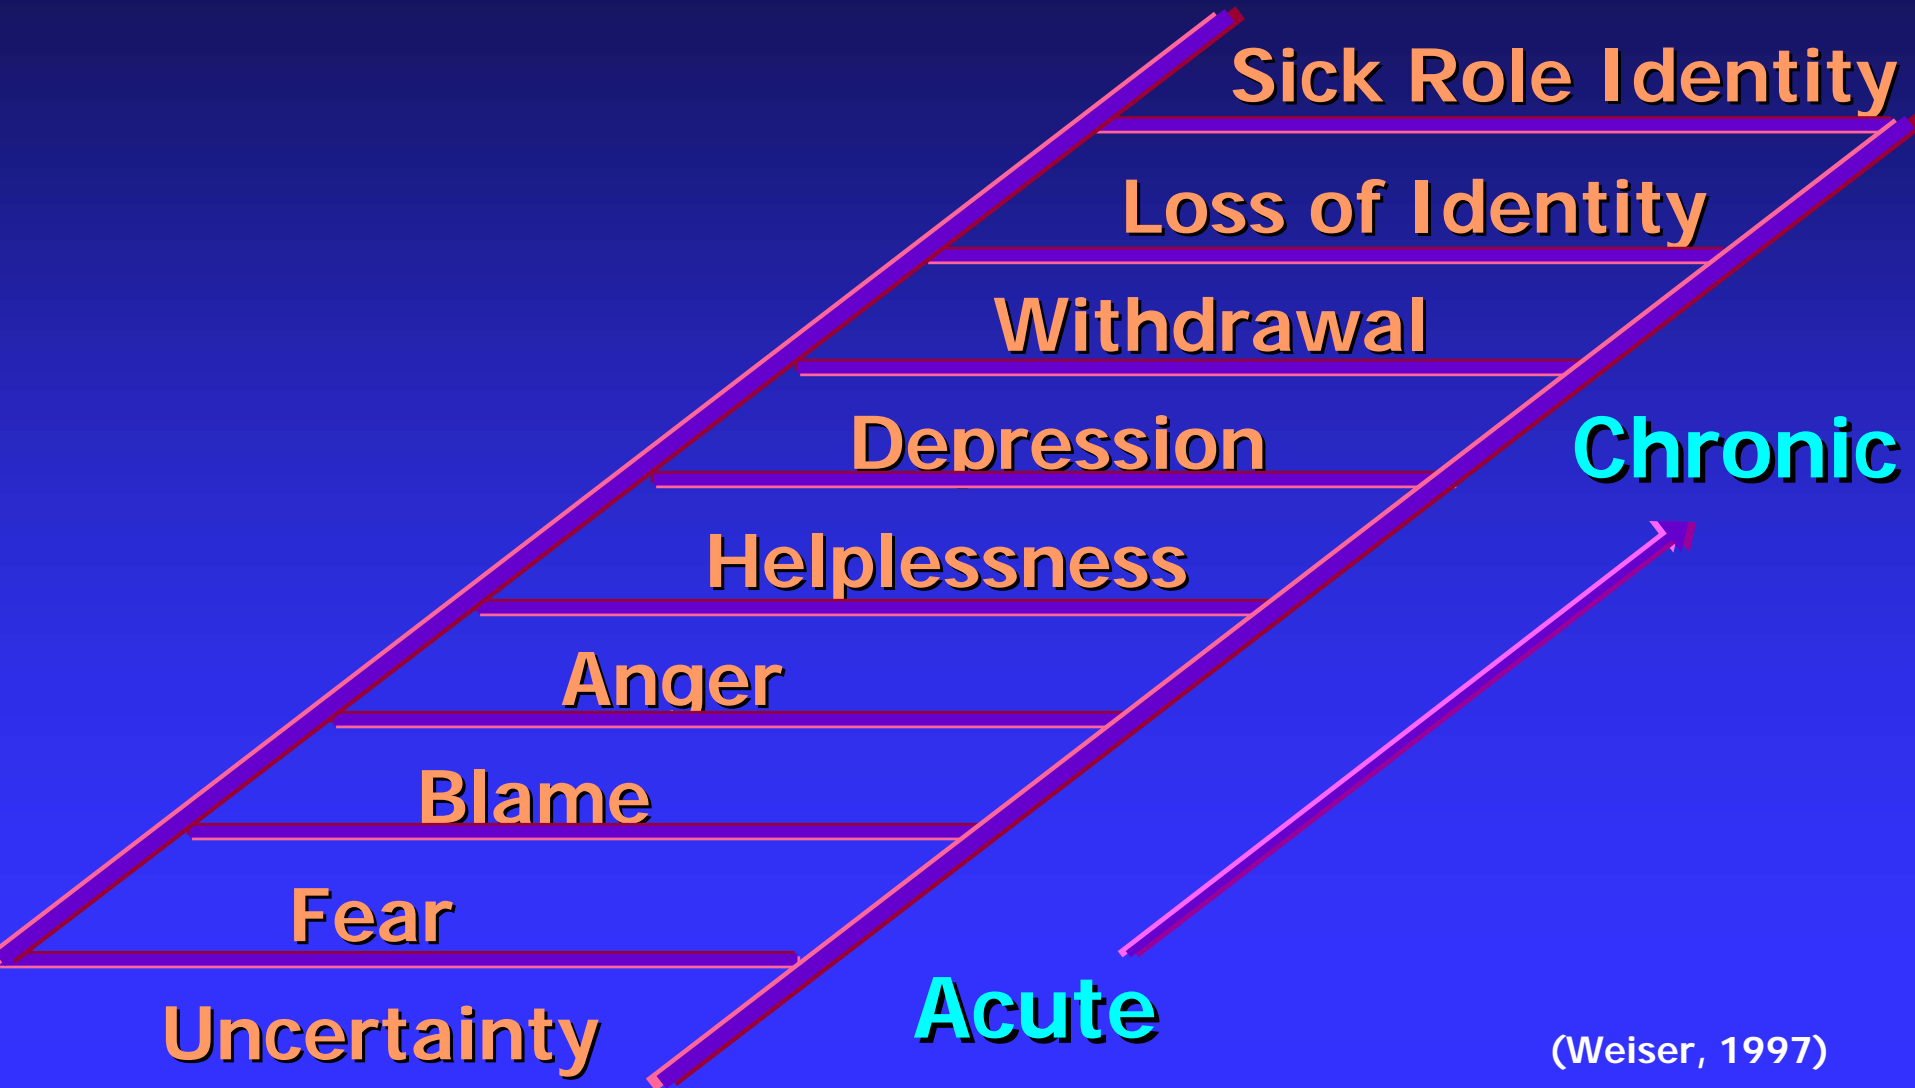 Sick Role Identity
Loss of Identity
Withdrawal
Depression
Chronic
Helplessness
Anger
Blame
Fear
Acute
Uncertainty
(Weiser, 1997)